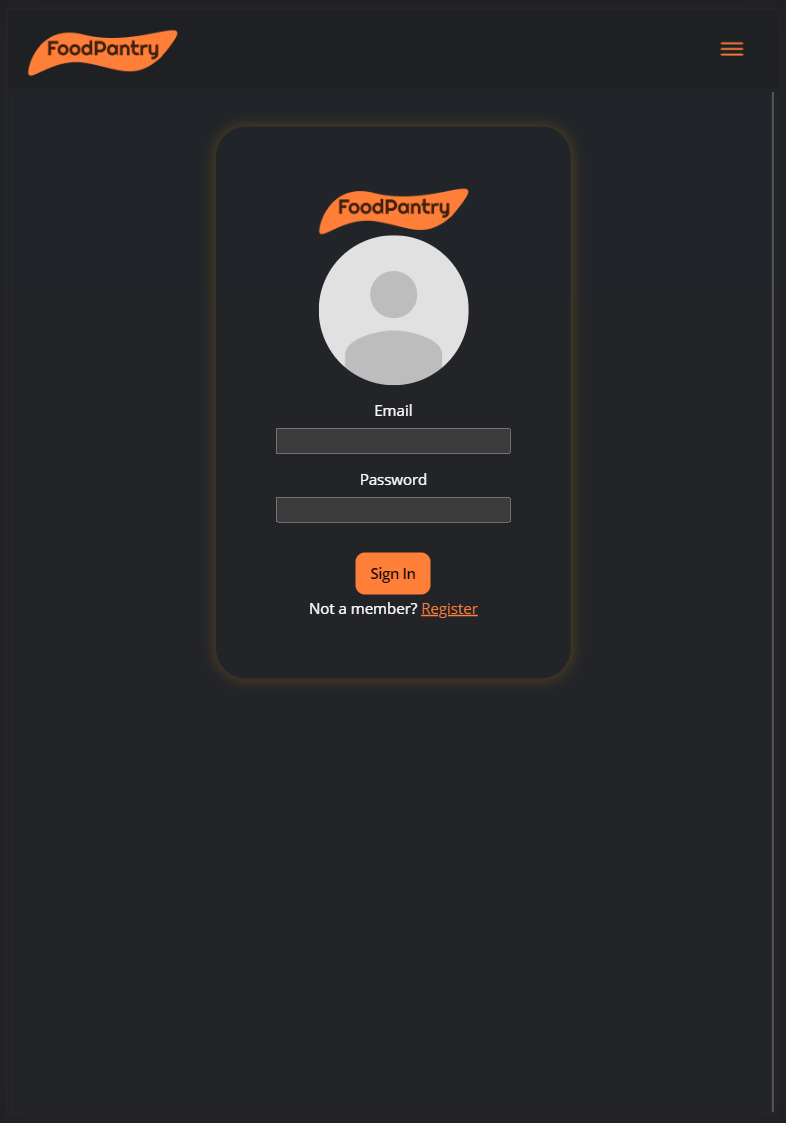 FoodPantry
FoodPantry
Email
Password
Sign In
Not a member? Register